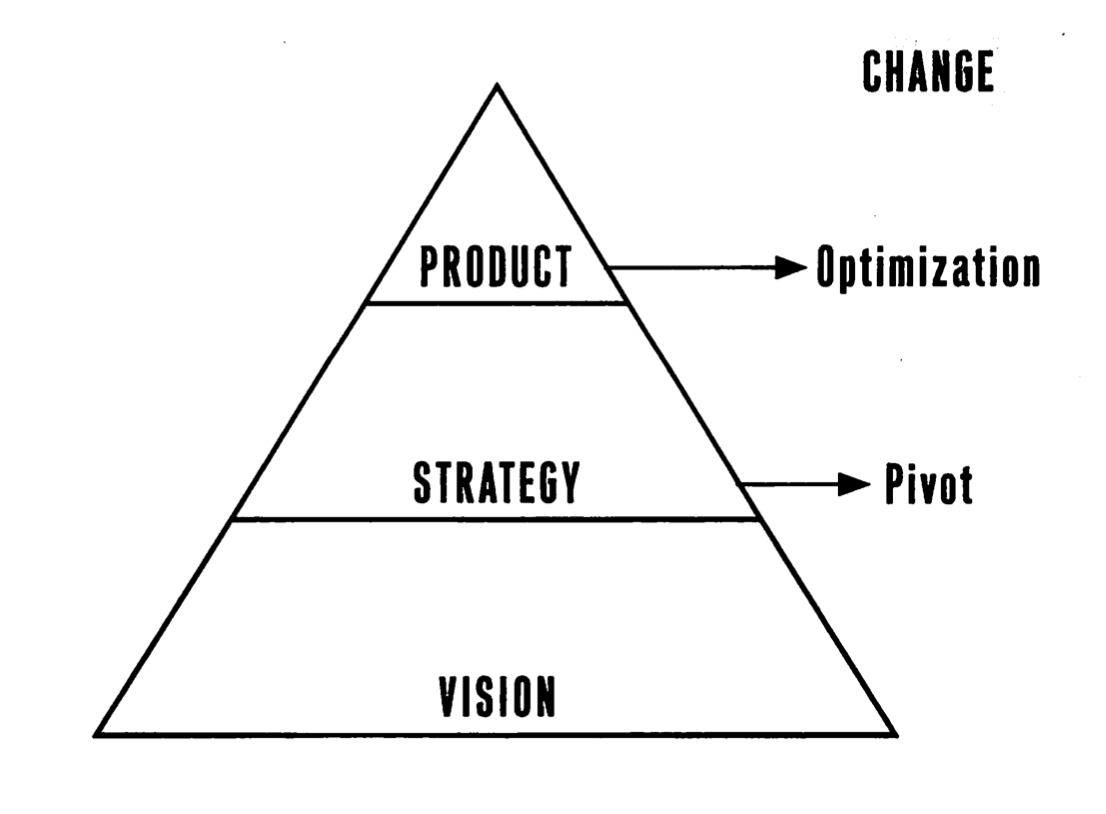 CHANGE
PRODUCT
Optimization
STRATEGY
Pivot
VISION